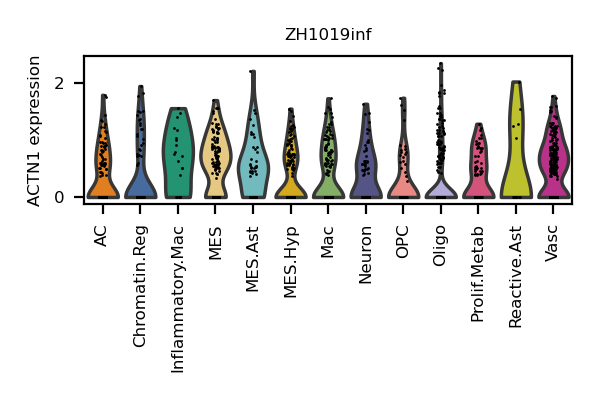 ZH1019inf
ACTN1 expression
2
0
AC
Chromatin.Reg
Inflammatory.Mac
MES
MES.Ast
MES.Hyp
Mac
Neuron
OPC
Oligo
Prolif.Metab
Reactive.Ast
Vasc